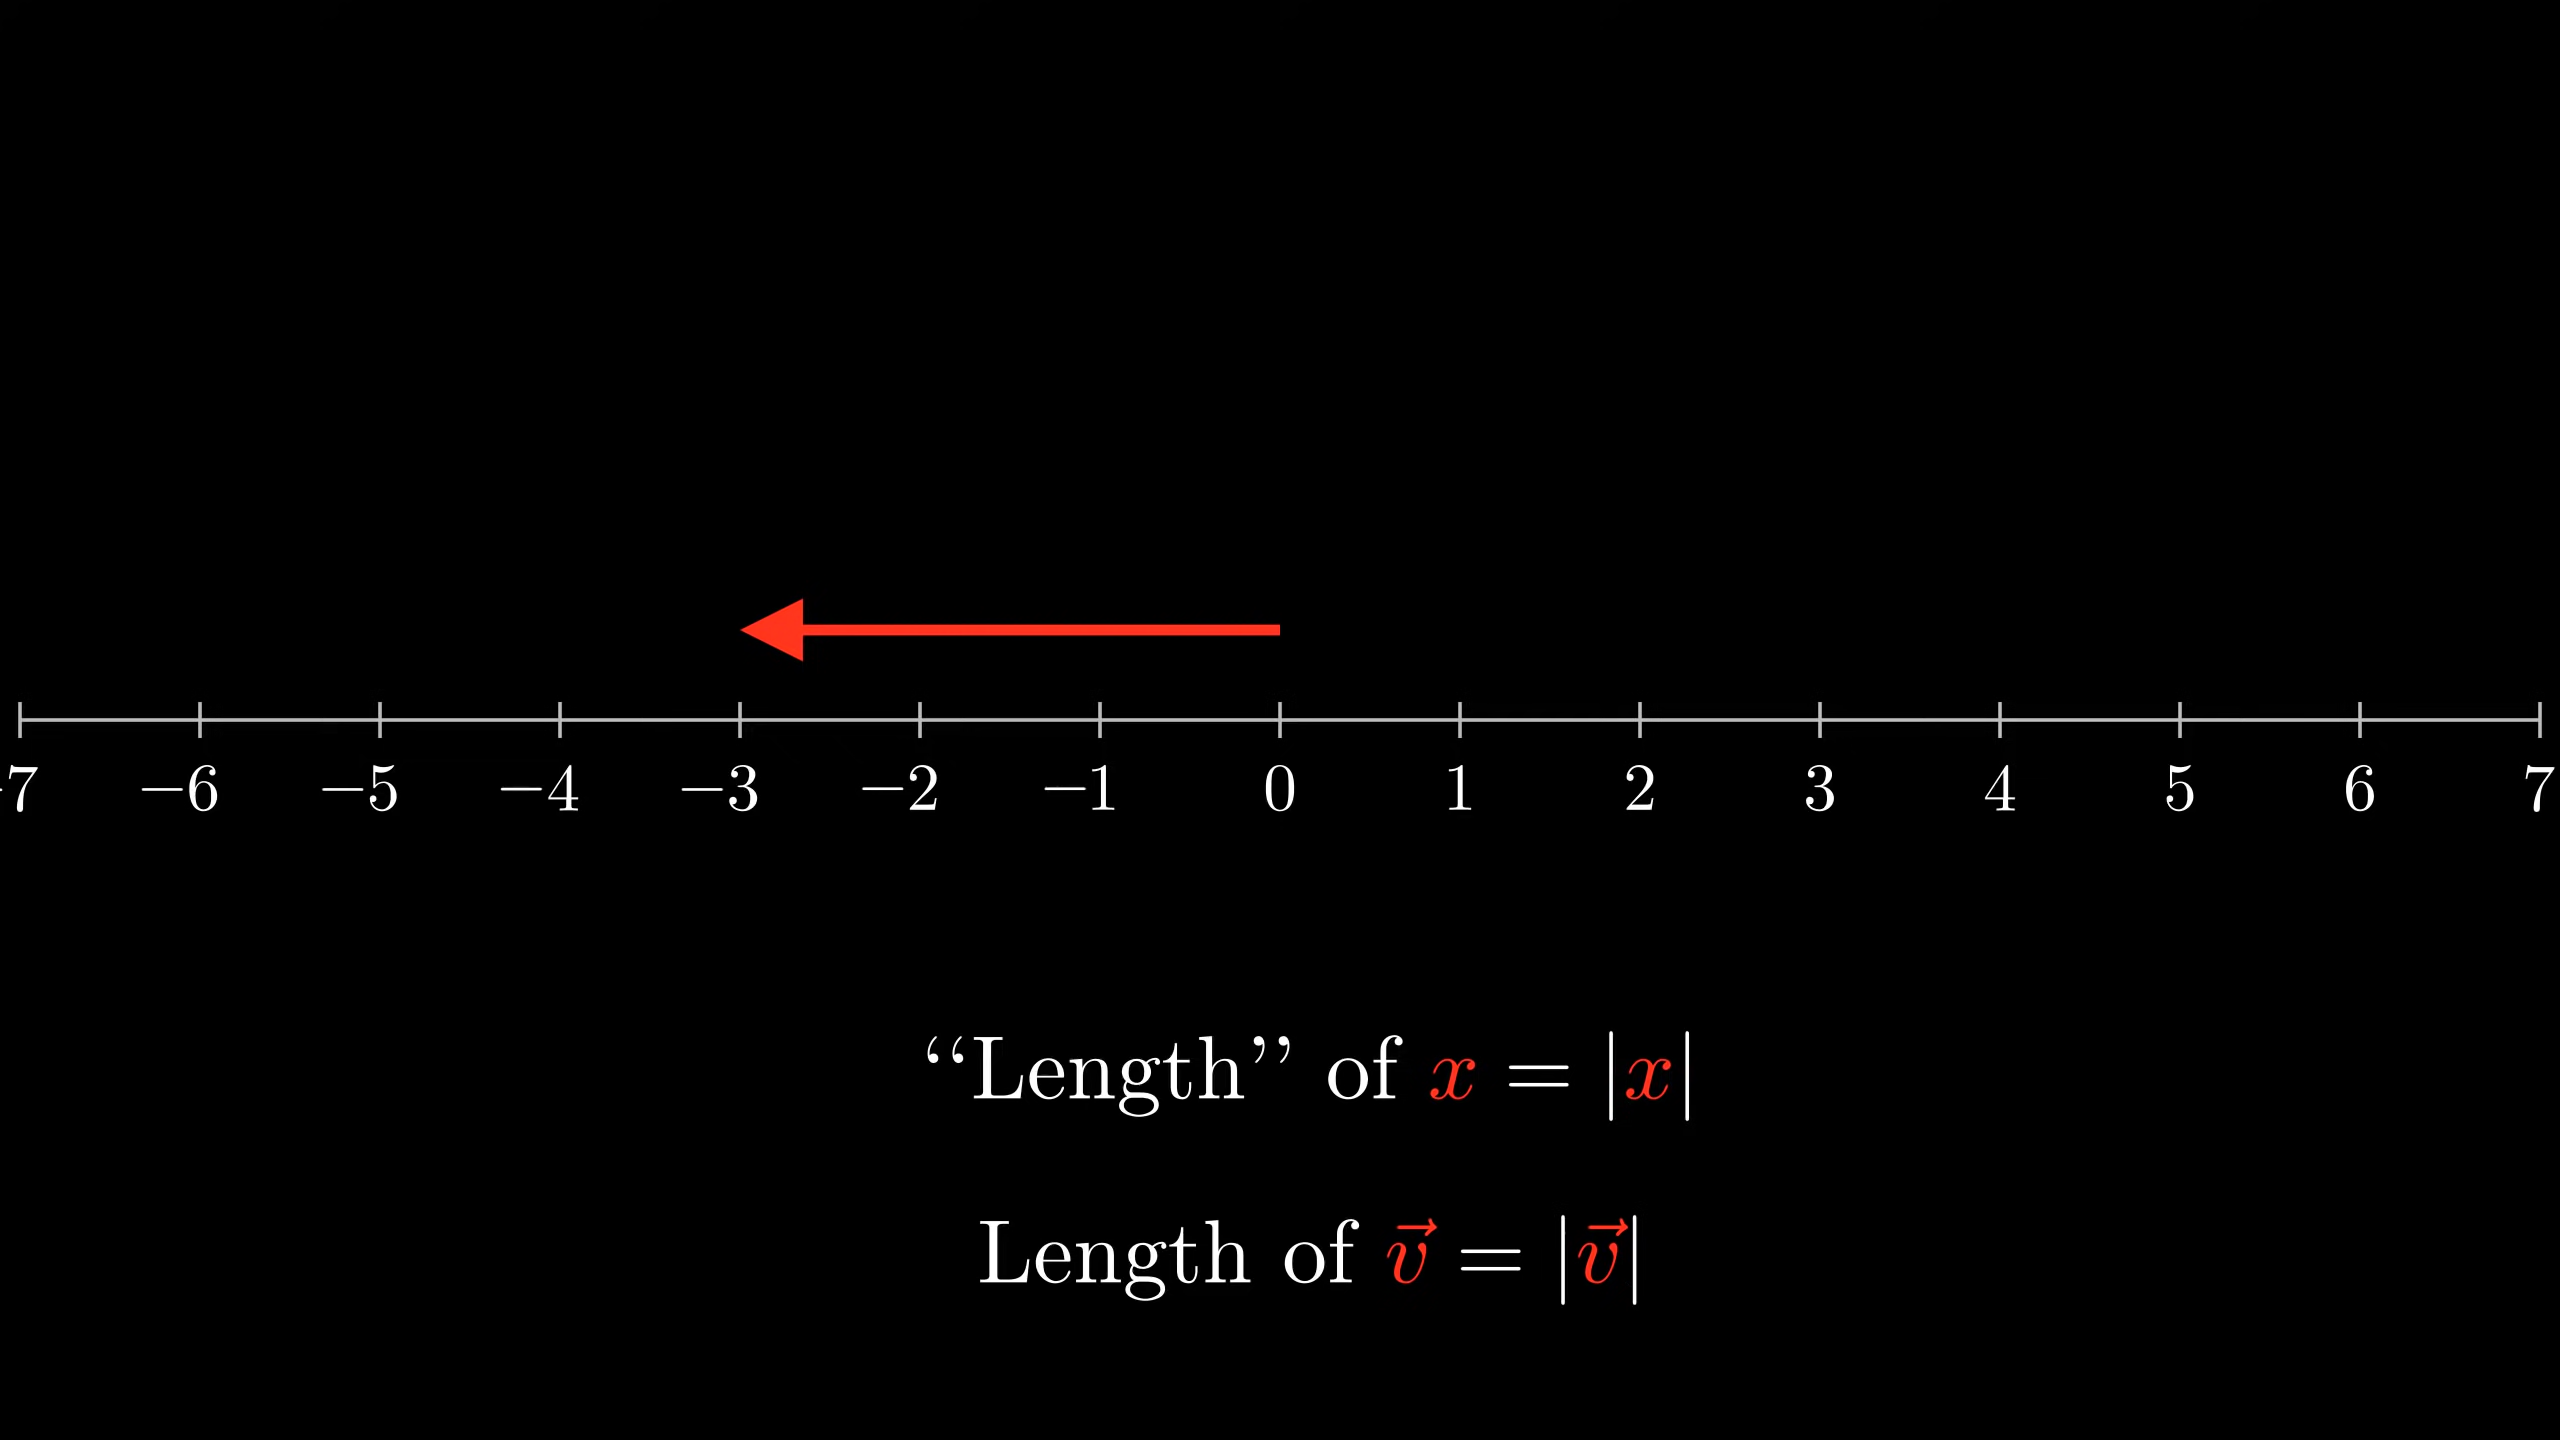 -7 −6 −5 −4 −3 −2 −1 0 1 2 3 4 5 6 7
“Length” of x = |x|
Length of v⃗ = |v⃗|